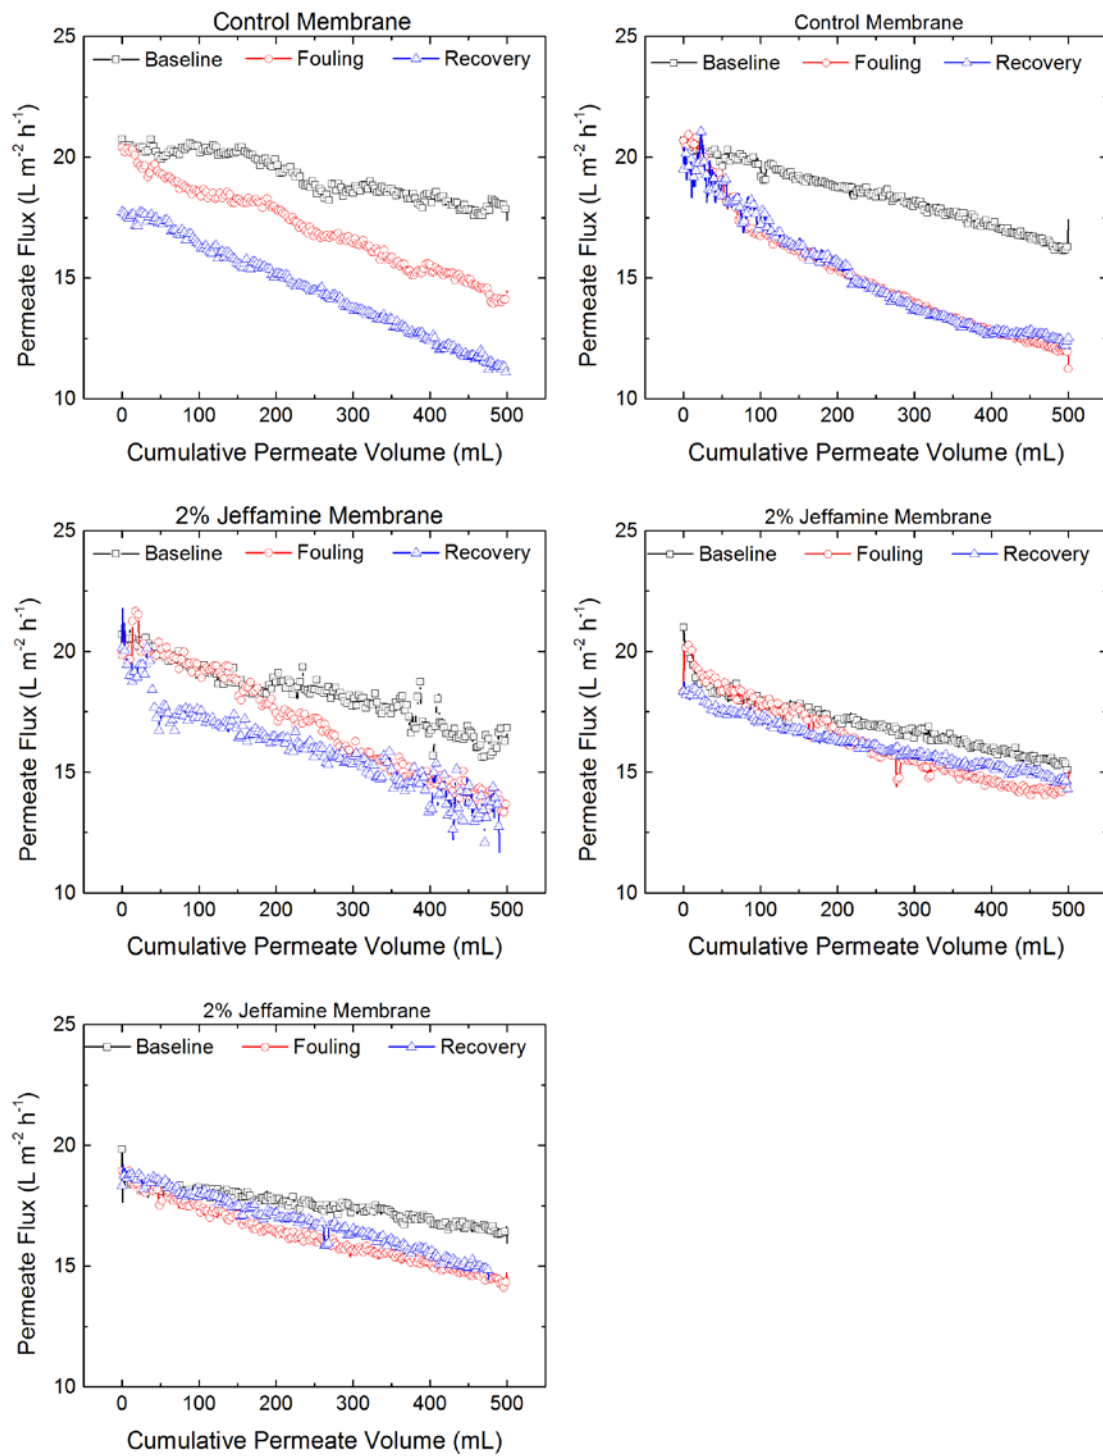 Control Membrane
25
Baseline Fouling Recovery
20
15
10
0 100 200 300 400 500
Permeate Flux (L m-2 h-1)
Cumulative Permeate Volume (mL)
Control Membrane
25
Baseline Fouling Recovery
20
15
10
0 100 200 300 400 500
Permeate Flux (L m-2 h-1)
Cumulative Permeate Volume (mL)
2% Jeffamine Membrane
25
Baseline Fouling Recovery
20
15
10
0 100 200 300 400 500
Permeate Flux (L m-2 h-1)
Cumulative Permeate Volume (mL)
2% Jeffamine Membrane
25
Baseline Fouling Recovery
20
15
10
0 100 200 300 400 500
Permeate Flux (L m-2 h-1)
Cumulative Permeate Volume (mL)
2% Jeffamine Membrane
25
Baseline Fouling Recovery
20
15
10
0 100 200 300 400 500
Permeate Flux (L m-2 h-1)
Cumulative Permeate Volume (mL)